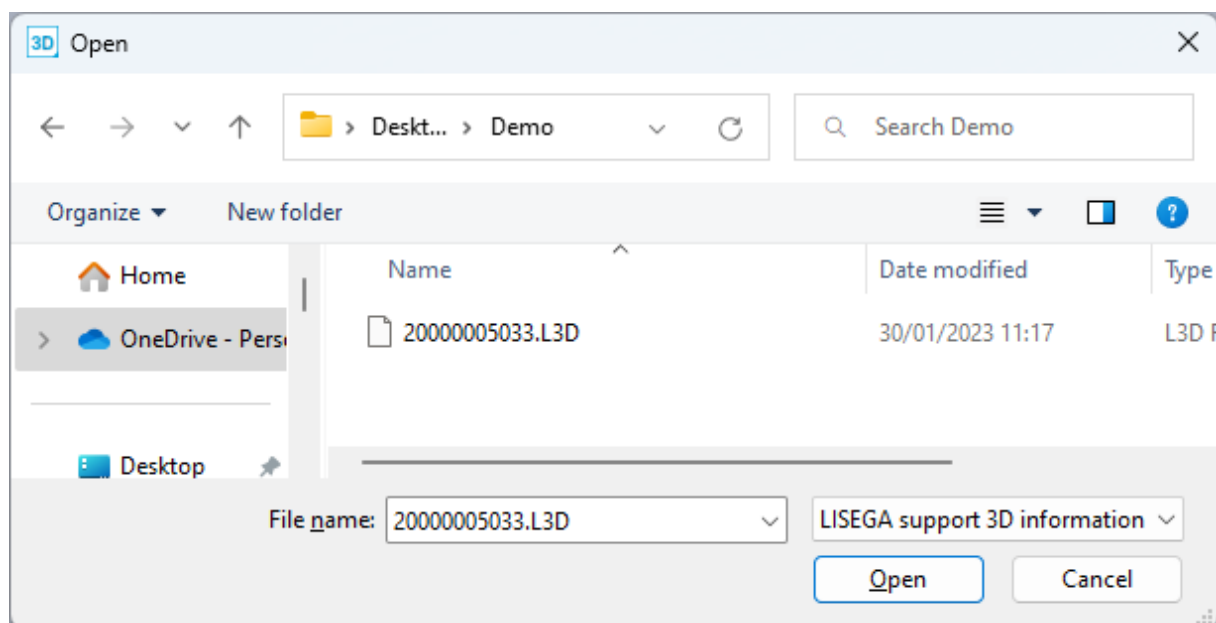 3D Open
Deskt... > Demo
Search Demo
Organize New folder
?
Name Date modified Type
Home
OneDrive - Pers
20000005033.L3D 30/01/2023 11:17 L3D
Desktop
File name: 20000005033.L3D LISEGA support 3D information
Open Cancel